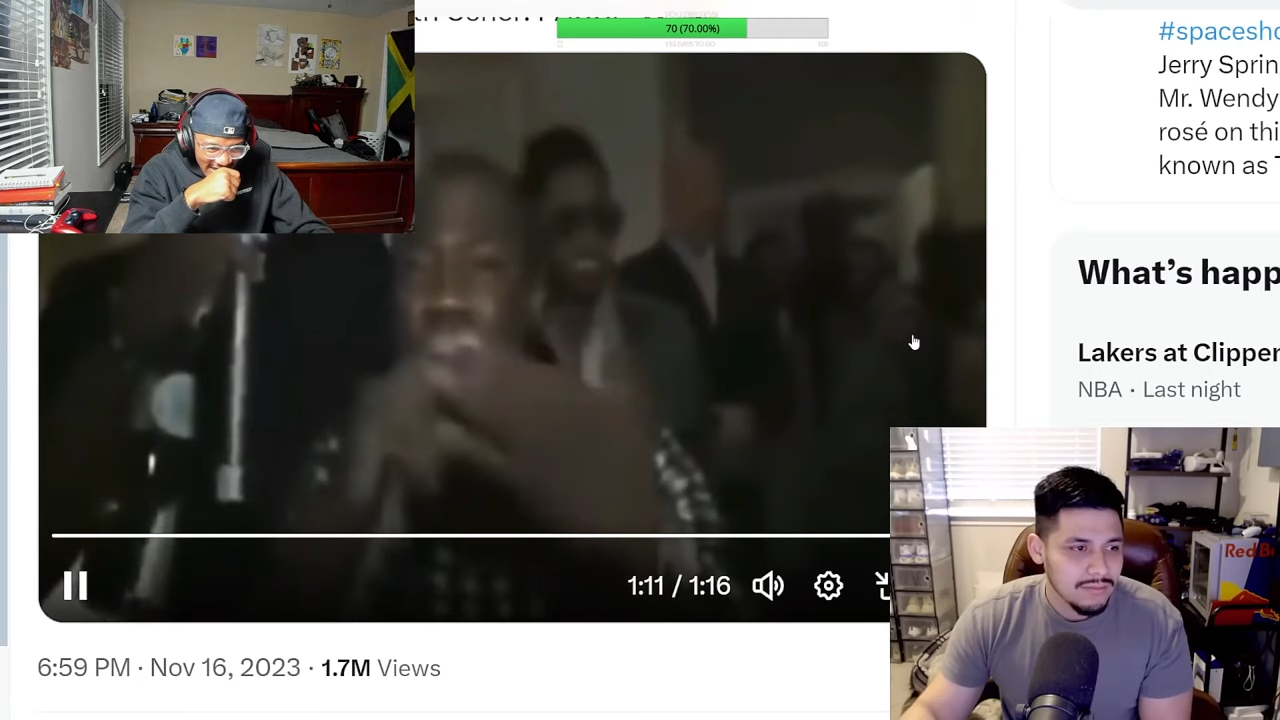 70 (70.00%)
#spacesho
Jerry Sprin
Mr. Wendy
rosé on thi
known as
What's happ
Lakers at Clipper
NBA · Last night
1:11 / 1:16
Red B
6:59 PM · Nov 16, 2023 · 1.7M Views